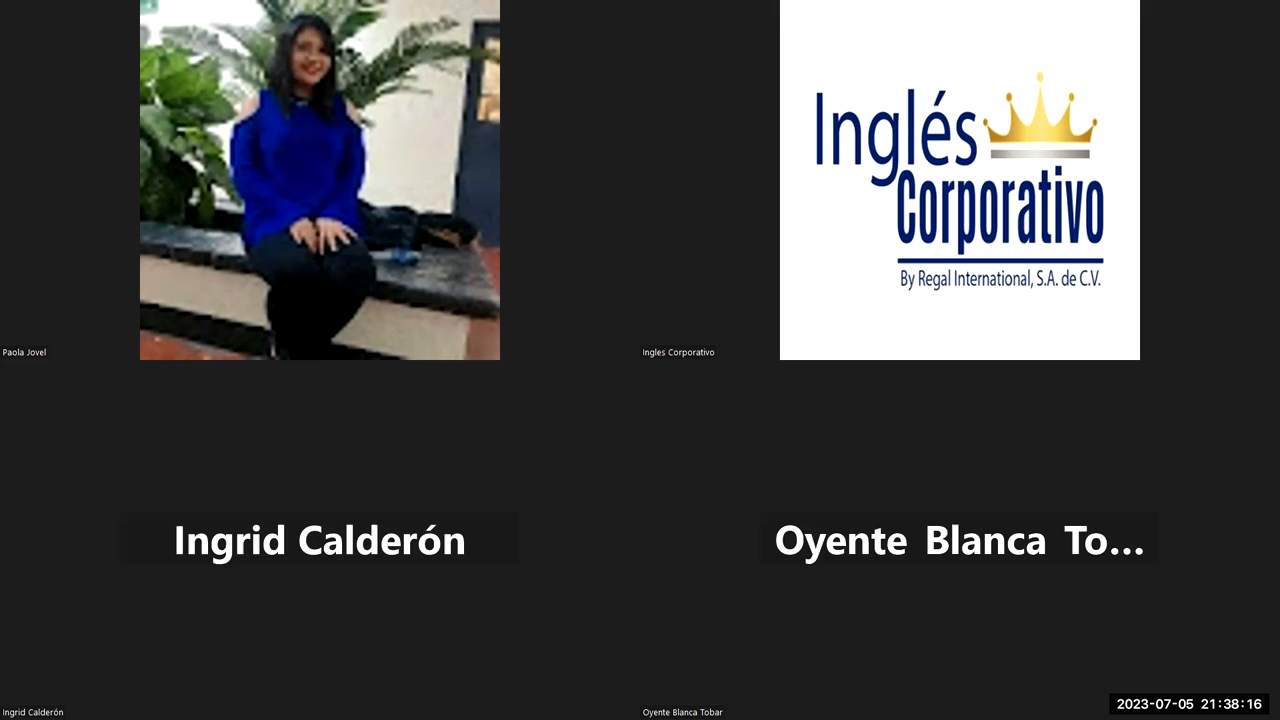 Inglés
Corporativo
By Regal International, S.A. de C.V.
Paola Jovel
Ingles Corporativo
Ingrid Calderón
Oyente Blanca To...
Ingrid Calderón
Oyente Blanca Tobar
2023-07-05 21:38:16